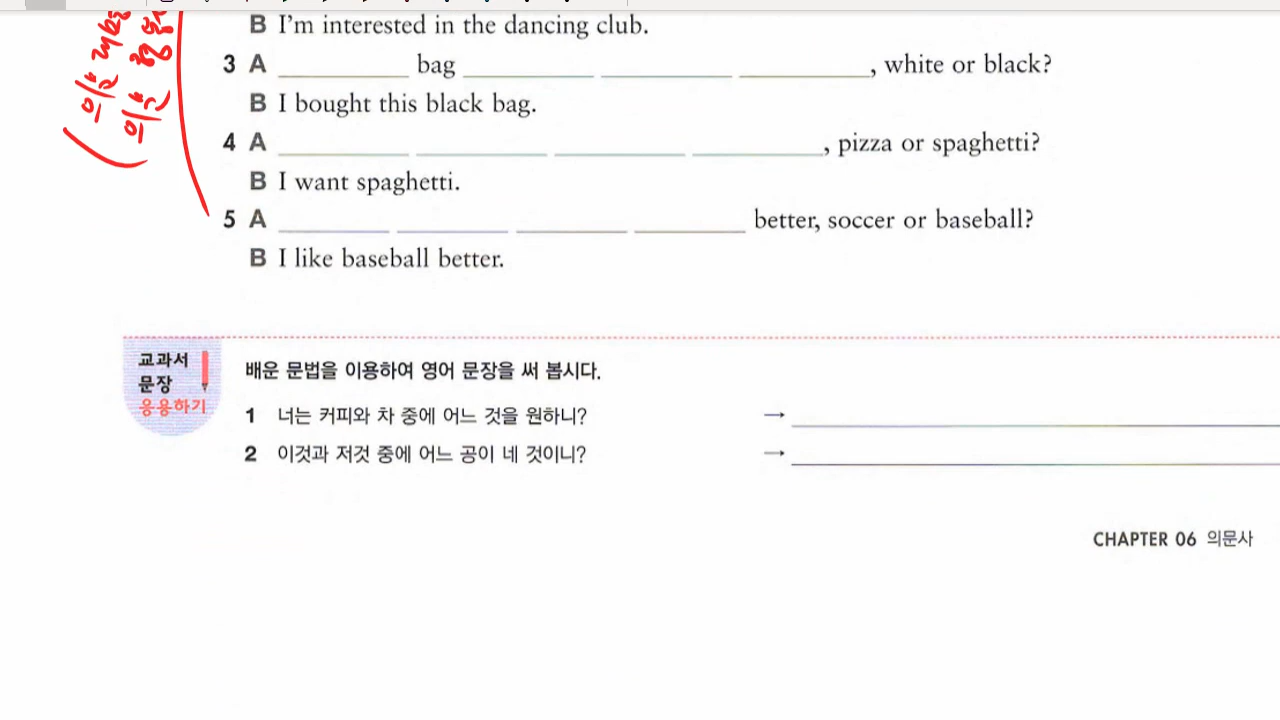 B I'm interested in the dancing club.
3 A __________ bag __________ __________ __________, white or black?
B I bought this black bag.
4 A __________ __________ __________ __________, pizza or spaghetti?
B I want spaghetti.
5 A __________ __________ __________ __________ better, soccer or baseball?
B I like baseball better.
교과서
문장
응용하기
배운 문법을 이용하여 영어 문장을 써 봅시다.
1 너는 커피와 차 중에 어느 것을 원하니? → __________
2 이것과 저것 중에 어느 공이 네 것이니? → __________
CHAPTER 06 의문사